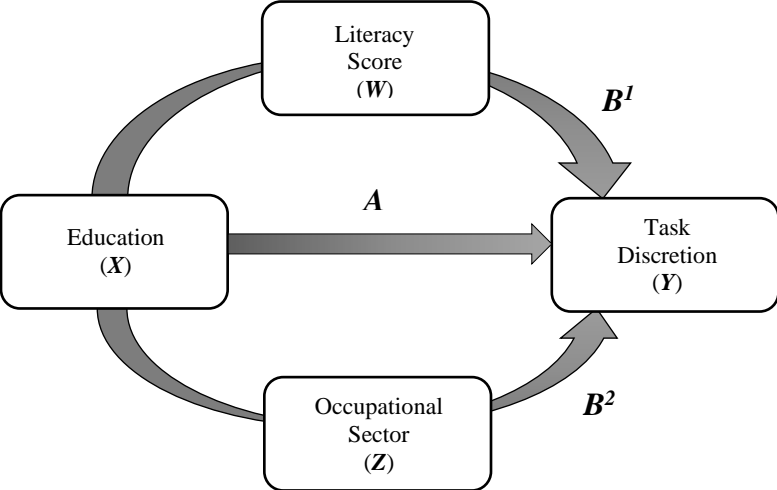 Literacy
Score
(W)
B1
A
Education
(X)
Task
Discretion
(Y)
Occupational
Sector
(Z)
B2